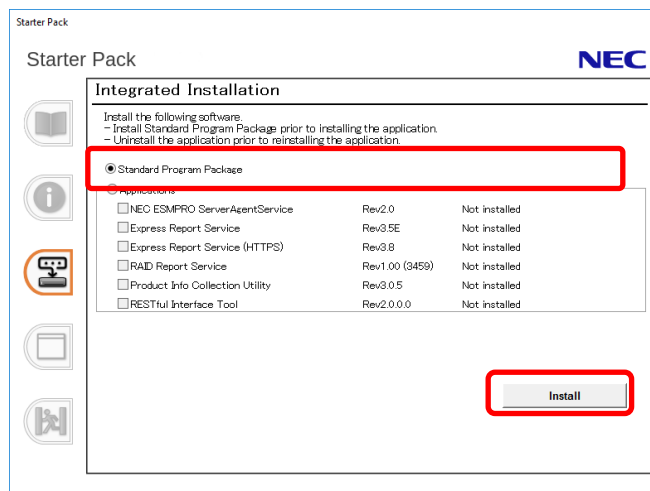 Starter Pack
Starter Pack NEC
Integrated Installation
Install the following software.
- Install Standard Program Package prior to installing the application.
- Uninstall the application prior to reinstalling the application.
Standard Program Package
Applications
NEC ESMPRO ServerAgentService Rev2.0 Not installed
Express Report Service Rev3.5E Not installed
Express Report Service (HTTPS) Rev3.8 Not installed
RAID Report Service Rev1.00 (3459) Not installed
Product Info Collection Utility Rev3.0.5 Not installed
RESTful Interface Tool Rev2.0.0.0 Not installed
Install